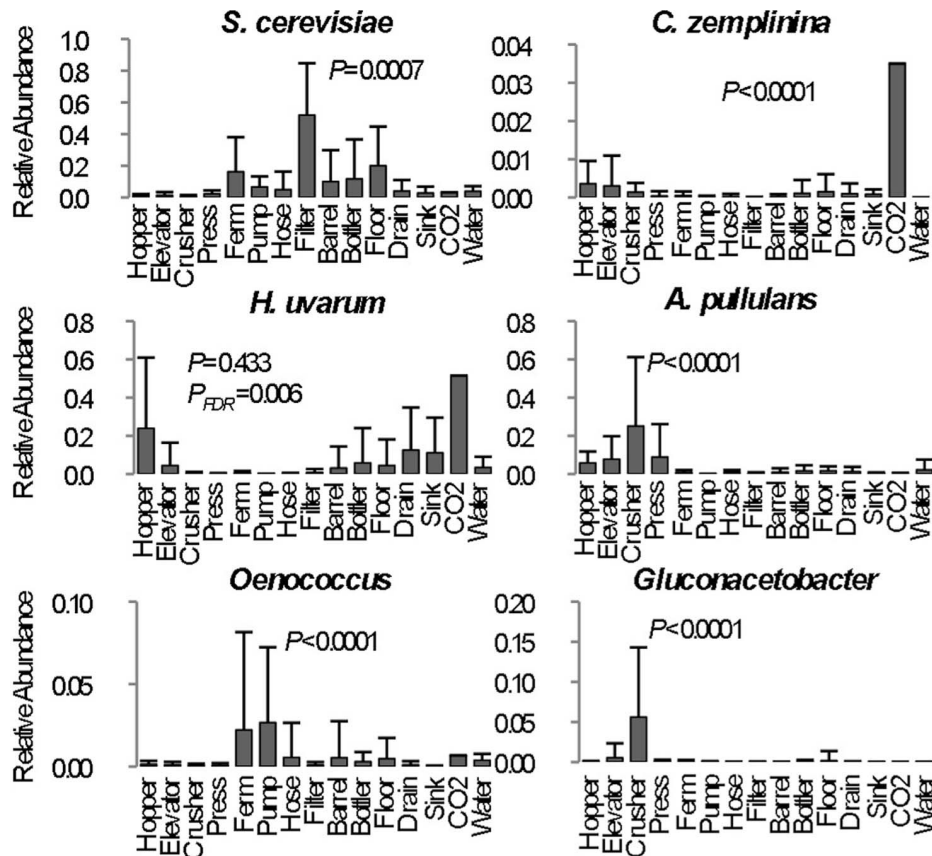 S. cerevisiae
Relative Abundance
1.0
0.8
0.6
0.4
0.2
0.0
P=0.0007
Hopper
Elevator
Crusher
Press
Ferm
Pump
Hose
Filter
Barrel
Bottler
Floor
Drain
Sink
CO2
Water
C. zemplinina
0.04
0.03
0.02
0.01
0.00
P<0.0001
Hopper
Elevator
Crusher
Press
Ferm
Pump
Hose
Filter
Barrel
Bottler
Floor
Drain
Sink
CO2
Water
H. uvarum
Relative Abundance
0.8
0.6
0.4
0.2
0.0
P=0.433
PFDR=0.006
Hopper
Elevator
Crusher
Press
Ferm
Pump
Hose
Filter
Barrel
Bottler
Floor
Drain
Sink
CO2
Water
A. pullulans
0.8
0.6
0.4
0.2
0.0
P<0.0001
Hopper
Elevator
Crusher
Press
Ferm
Pump
Hose
Filter
Barrel
Bottler
Floor
Drain
Sink
CO2
Water
Oenococcus
Relative Abundance
0.10
0.05
0.00
P<0.0001
Hopper
Elevator
Crusher
Press
Ferm
Pump
Hose
Filter
Barrel
Bottler
Floor
Drain
Sink
CO2
Water
Gluconacetobacter
0.20
0.15
0.10
0.05
0.00
P<0.0001
Hopper
Elevator
Crusher
Press
Ferm
Pump
Hose
Filter
Barrel
Bottler
Floor
Drain
Sink
CO2
Water